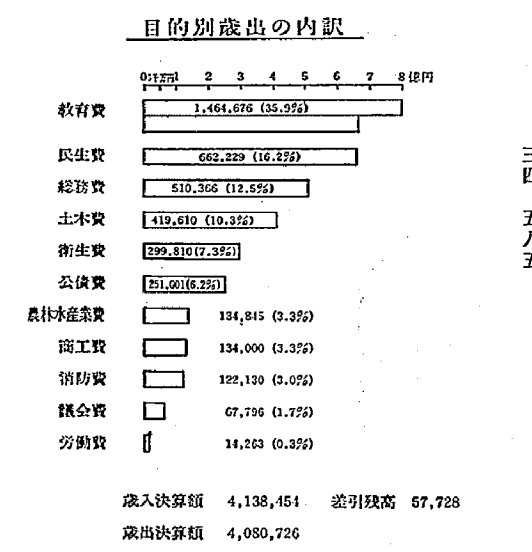 目的別歳出の内訳
0 5千万 1 2 3 4 5 6 7 8億円
教育費 1,464,676 (35.9%)
民生費 662,229 (16.2%)
総務費 510,366 (12.5%)
土木費 419,610 (10.3%)
衛生費 299,810(7.3%)
公債費 251,001(6.2%)
農林水産業費 134,845 (3.3%)
商工費 134,000 (3.3%)
消防費 122,130 (3.0%)
議会費 67,796 (1.7%)
労働費 14,263 (0.3%)
歳入決算額 4,138,454 差引残高 57,728
歳出決算額 4,080,726